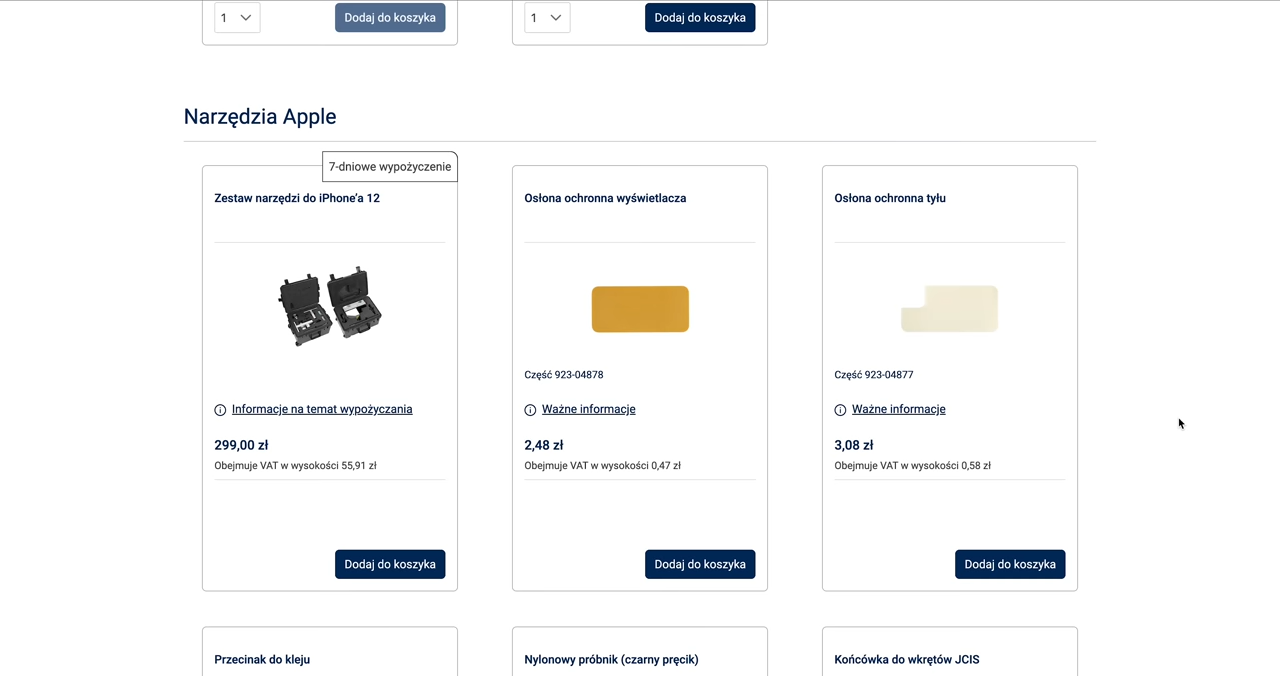 1
Dodaj do koszyka
1
Dodaj do koszyka
Narzędzia Apple
7-dniowe wypożyczenie
Zestaw narzędzi do iPhone’a 12
Informacje na temat wypożyczania
299,00 zł
Obejmuje VAT w wysokości 55,91 zł
Dodaj do koszyka
Osłona ochronna wyświetlacza
Część 923-04878
Ważne informacje
2,48 zł
Obejmuje VAT w wysokości 0,47 zł
Dodaj do koszyka
Osłona ochronna tyłu
Część 923-04877
Ważne informacje
3,08 zł
Obejmuje VAT w wysokości 0,58 zł
Dodaj do koszyka
Przecinak do kleju
Nylonowy próbnik (czarny pręcik)
Końcówka do wkrętów JCIS